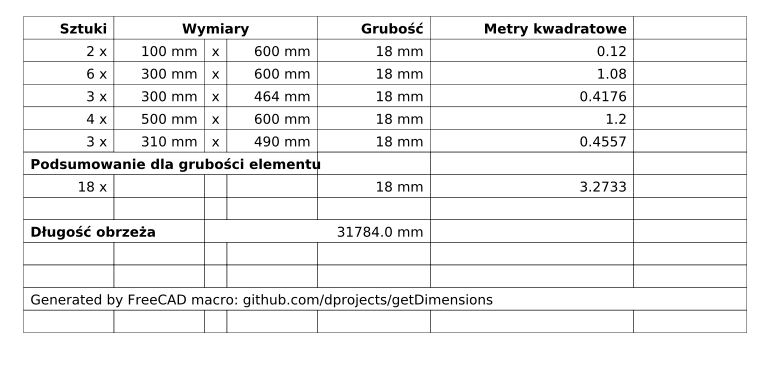 Sztuki Wymiary Grubość Metry kwadratowe
2 x 100 mm x 600 mm 18 mm 0.12
6 x 300 mm x 600 mm 18 mm 1.08
3 x 300 mm x 464 mm 18 mm 0.4176
4 x 500 mm x 600 mm 18 mm 1.2
3 x 310 mm x 490 mm 18 mm 0.4557
Podsumowanie dla grubości elementu
18 x 18 mm 3.2733
Długość obrzeża 31784.0 mm
Generated by FreeCAD macro: github.com/dprojects/getDimensions